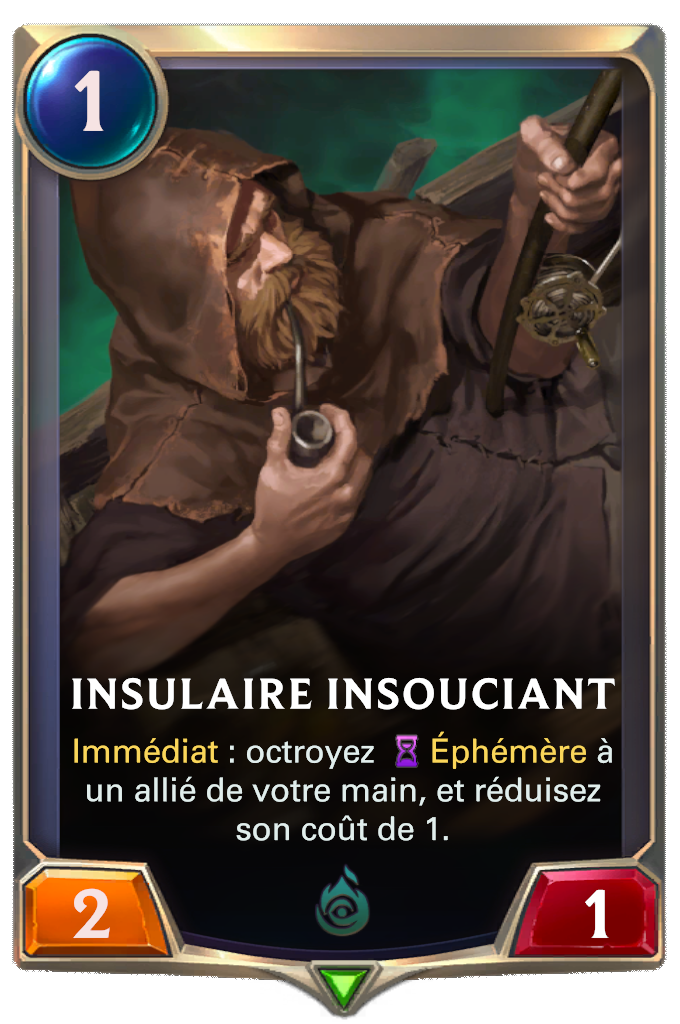 1
INSULAIRE INSOUCIANT
Immédiat : octroyez Éphémère à
un allié de votre main, et réduisez
son coût de 1.
2
1